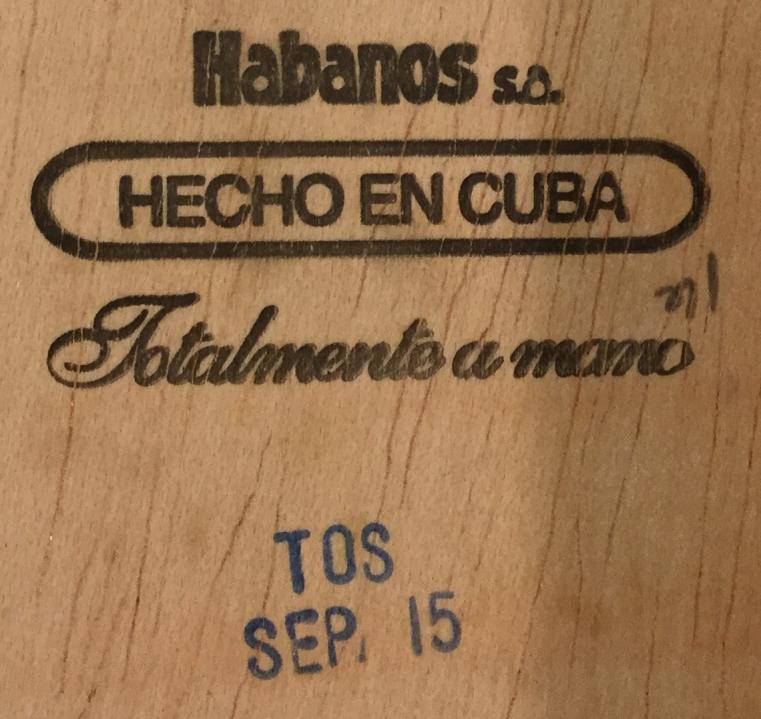 Habanos s.a.
HECHO EN CUBA
Totalmente a mano
TOS
SEP. 15